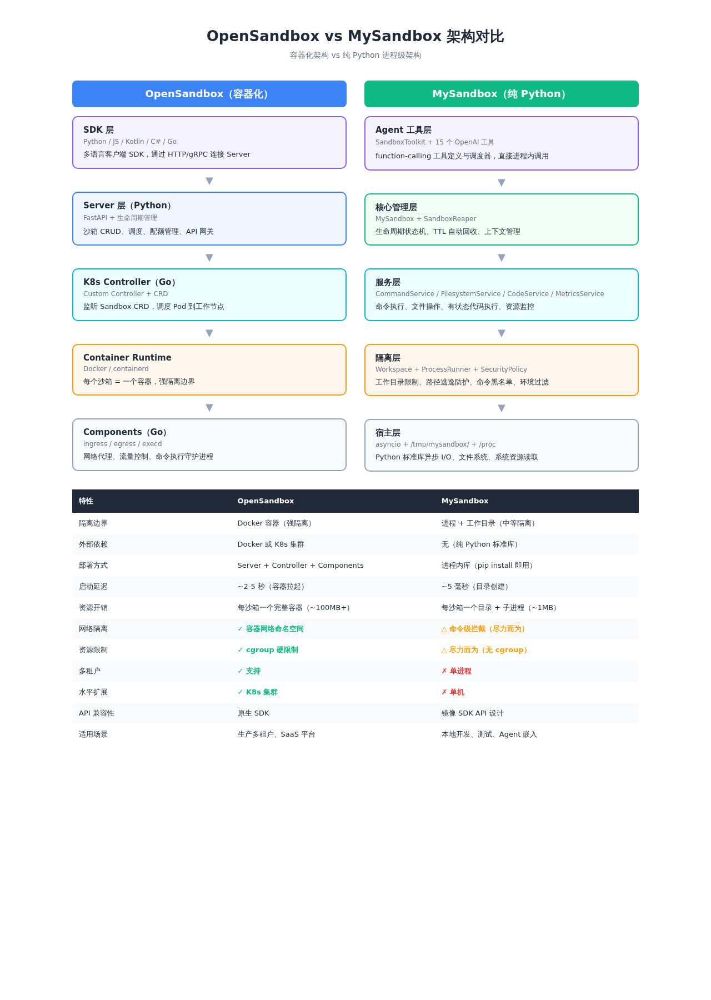 OpenSandbox vs MySandbox 架构对比
容器化架构 vs 纯 Python 进程级架构
OpenSandbox（容器化）
SDK 层
Python / JS / Kotlin / C# / Go
多语言客户端 SDK，通过 HTTP/gRPC 连接 Server
▼
Server 层（Python）
FastAPI + 生命周期管理
沙箱 CRUD、调度、配额管理、API 网关
▼
K8s Controller（Go）
Custom Controller + CRD
监听 Sandbox CRD，调度 Pod 到工作节点
▼
Container Runtime
Docker / containerd
每个沙箱 = 一个容器，强隔离边界
▼
Components（Go）
ingress / egress / execd
网络代理、流量控制、命令执行守护进程
MySandbox（纯 Python）
Agent 工具层
SandboxToolkit + 15 个 OpenAI 工具
function-calling 工具定义与调度器，直接进程内调用
▼
核心管理层
MySandbox + SandboxReaper
生命周期状态机、TTL 自动回收、上下文管理
▼
服务层
CommandService / FilesystemService / CodeService / MetricsService
命令执行、文件操作、有状态代码执行、资源监控
▼
隔离层
Workspace + ProcessRunner + SecurityPolicy
工作目录限制、路径逃逸防护、命令黑名单、环境过滤
▼
宿主层
asyncio + /tmp/mysandbox/ + /proc
Python 标准库异步 I/O、文件系统、系统资源读取
特性 OpenSandbox MySandbox
隔离边界 Docker 容器（强隔离） 进程 + 工作目录（中等隔离）
外部依赖 Docker 或 K8s 集群 无（纯 Python 标准库）
部署方式 Server + Controller + Components 进程内库（pip install 即用）
启动延迟 ~2-5 秒（容器拉起） ~5 毫秒（目录创建）
资源开销 每沙箱一个完整容器（~100MB+） 每沙箱一个目录 + 子进程（~1MB）
网络隔离 ✓ 容器网络命名空间 △ 命令级拦截（尽力而为）
资源限制 ✓ cgroup 硬限制 △ 尽力而为（无 cgroup）
多租户 ✓ 支持 ✗ 单进程
水平扩展 ✓ K8s 集群 ✗ 单机
API 兼容性 原生 SDK 镜像 SDK API 设计
适用场景 生产多租户、SaaS 平台 本地开发、测试、Agent 嵌入